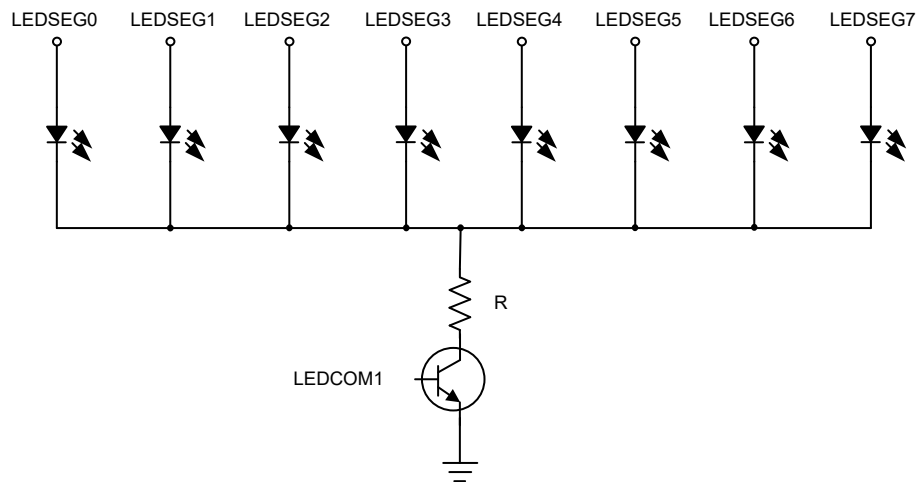 LEDSEG0 LEDSEG1 LEDSEG2 LEDSEG3 LEDSEG4 LEDSEG5 LEDSEG6 LEDSEG7
R
LEDCOM1